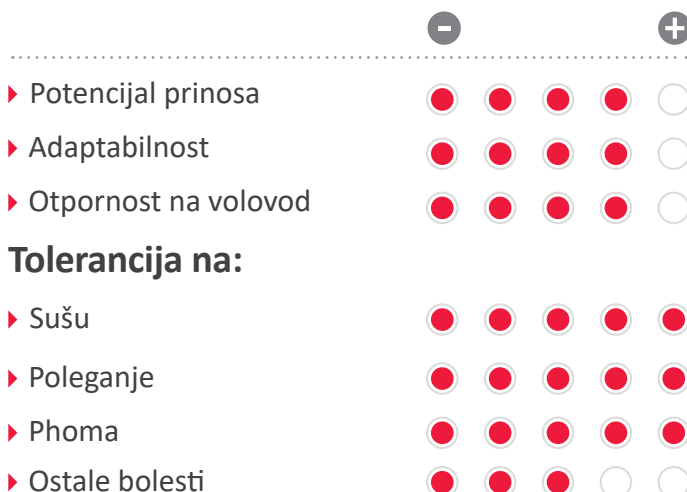 Potencijal prinosa
Adaptabilnost
Otpornost na volovod
Tolerancija na:
Sušu
Poleganje
Phoma
Ostale bolesti